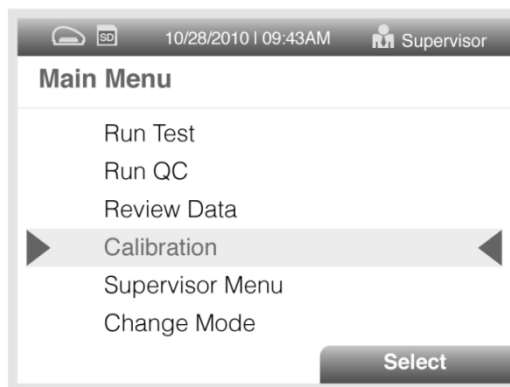 SD 10/28/2010 | 09:43AM Supervisor
Main Menu
Run Test
Run QC
Review Data
Calibration
Supervisor Menu
Change Mode
Select